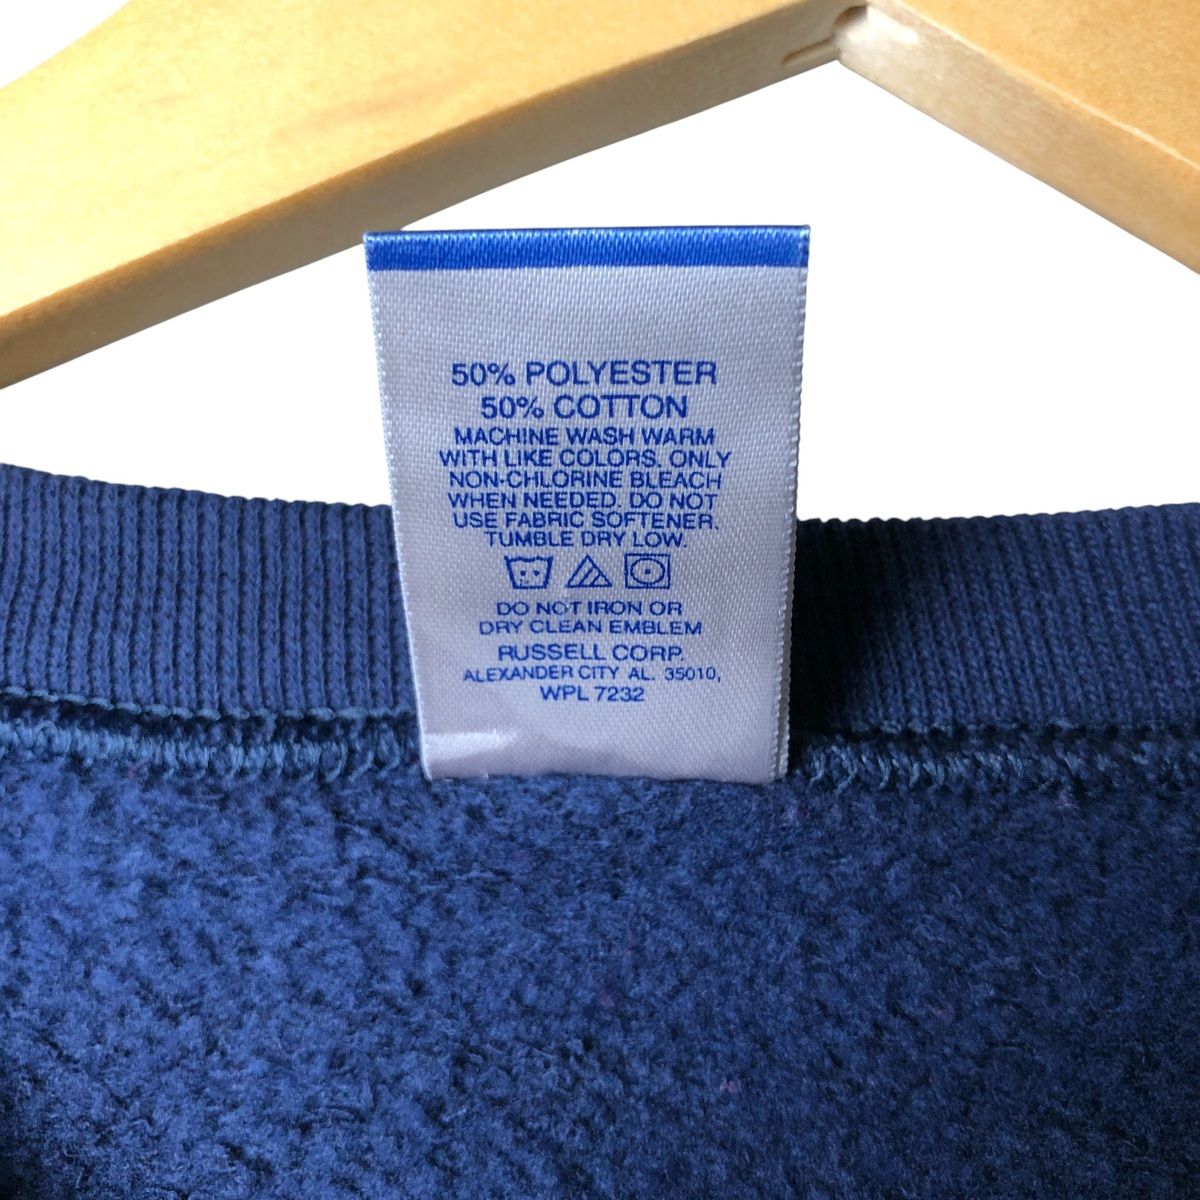 50% POLYESTER
50% COTTON
MACHINE WASH WARM
WITH LIKE COLORS. ONLY
NON-CHLORINE BLEACH
WHEN NEEDED. DO NOT
USE FABRIC SOFTENER.
TUMBLE DRY LOW.
DO NOT IRON OR
DRY CLEAN EMBLEM
RUSSELL CORP.
ALEXANDER CITY AL. 35010,
WPL 7232